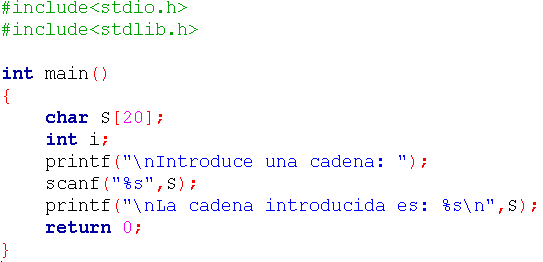 #include<stdio.h>
#include<stdlib.h>
int main()
{
char S[20];
int i;
printf("\nIntroduce una cadena: ");
scanf("%s",S);
printf("\nLa cadena introducida es: %s\n",S);
return 0;
}